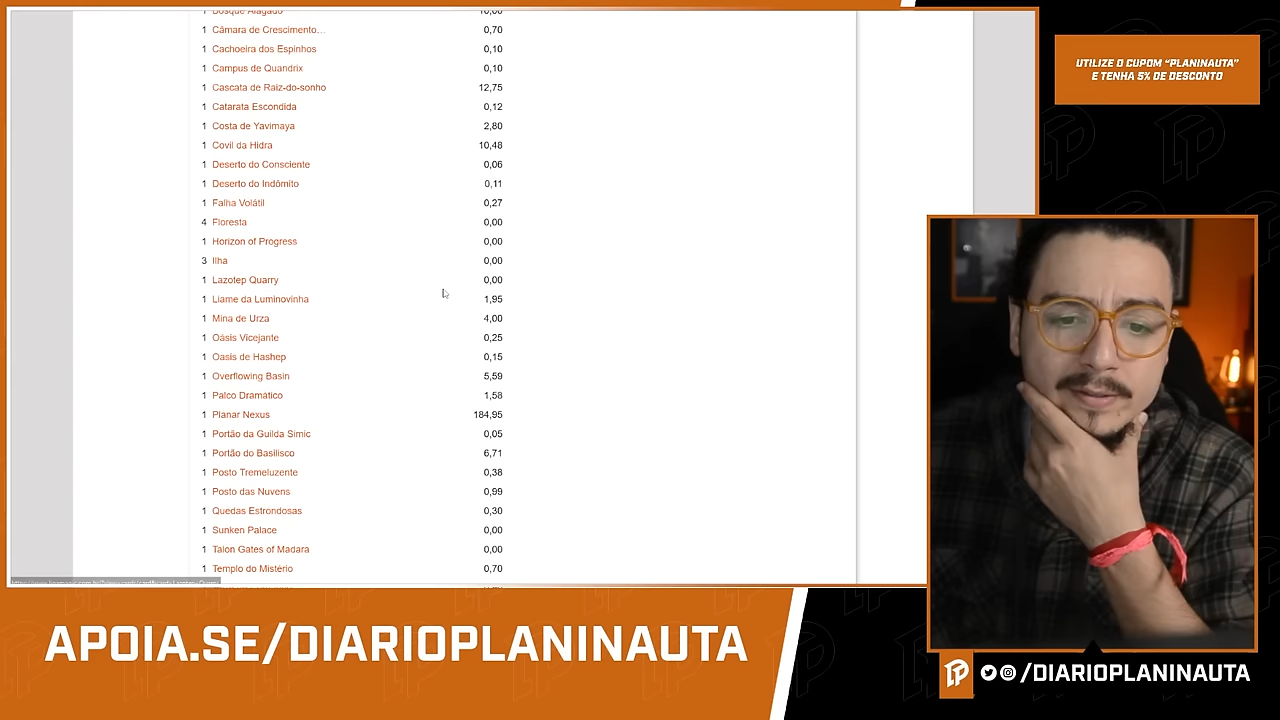 1 Bosque Alagado 10,00
1 Câmara de Crescimento... 0,70
1 Cachoeira dos Espinhos 0,10
1 Campus de Quandrix 0,10
1 Cascata de Raiz-do-sonho 12,75
1 Catarata Escondida 0,12
1 Costa de Yavimaya 2,80
1 Covil da Hidra 10,48
1 Deserto do Consciente 0,06
1 Deserto do Indômito 0,11
1 Falha Volátil 0,27
4 Floresta 0,00
1 Horizon of Progress 0,00
3 Ilha 0,00
1 Lazotep Quarry 0,00
1 Liame da Luminovinha 1,95
1 Mina de Urza 4,00
1 Oásis Vicejante 0,25
1 Oasis de Hashep 0,15
1 Overflowing Basin 5,59
1 Palco Dramático 1,58
1 Planar Nexus 184,95
1 Portão da Guilda Simic 0,05
1 Portão do Basilisco 6,71
1 Posto Tremeluzente 0,38
1 Posto das Nuvens 0,99
1 Quedas Estrondosas 0,30
1 Sunken Palace 0,00
1 Talon Gates of Madara 0,00
1 Templo do Mistério 0,70
UTILIZE O CUPOM “PLANINAUTA”
E TENHA 5% DE DESCONTO
APOIA.SE/DIARIOPLANINAUTA
/DIARIOPLANINAUTA